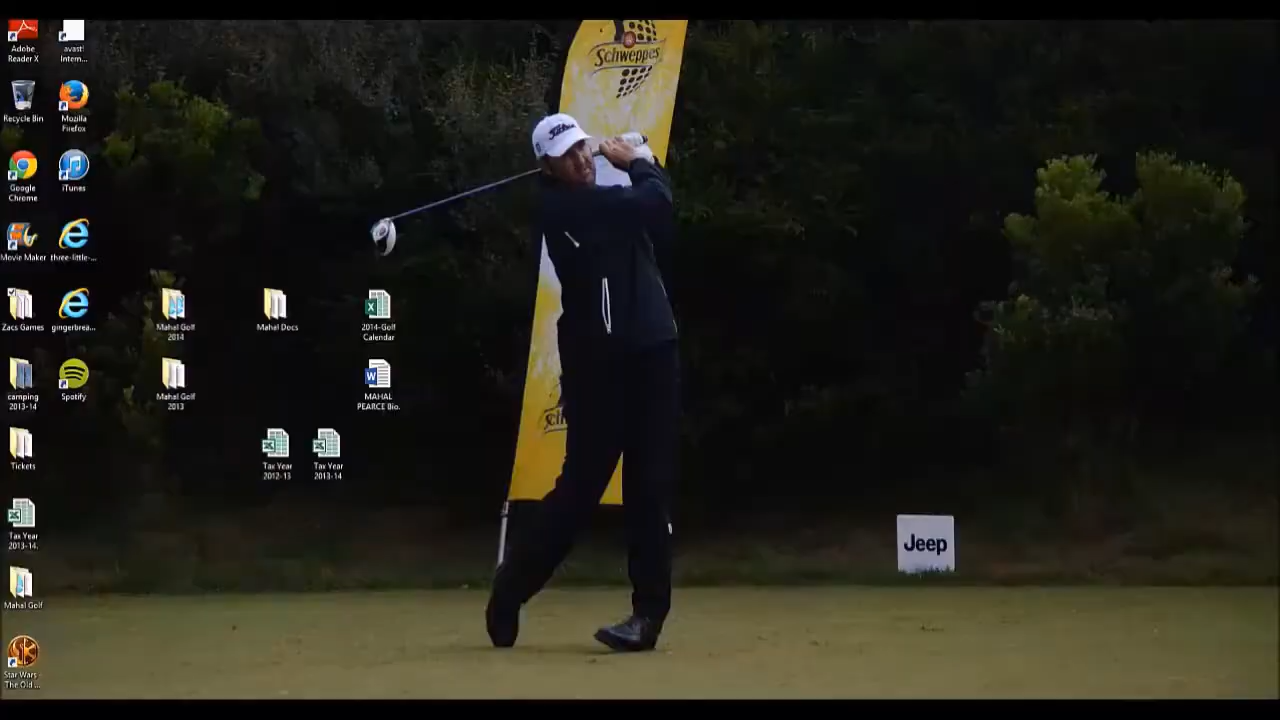 Adobe
Reader X
avast!
Intern...
Recycle Bin
Mozilla
Firefox
Google
Chrome
iTunes
Movie Maker
three-little-...
Zacs Games
gingerbrea...
Mahal Golf
2014
Mahal Docs
2014-Golf
Calendar
camping
2013-14
Spotify
Mahal Golf
2013
MAHAL
PEARCE Bio.
Tickets
Tax Year
2012-13
Tax Year
2013-14
Tax Year
2013-14.
Mahal Golf
Star Wars -
The Old ...
Schweppes
Titleist
Sch
Jeep